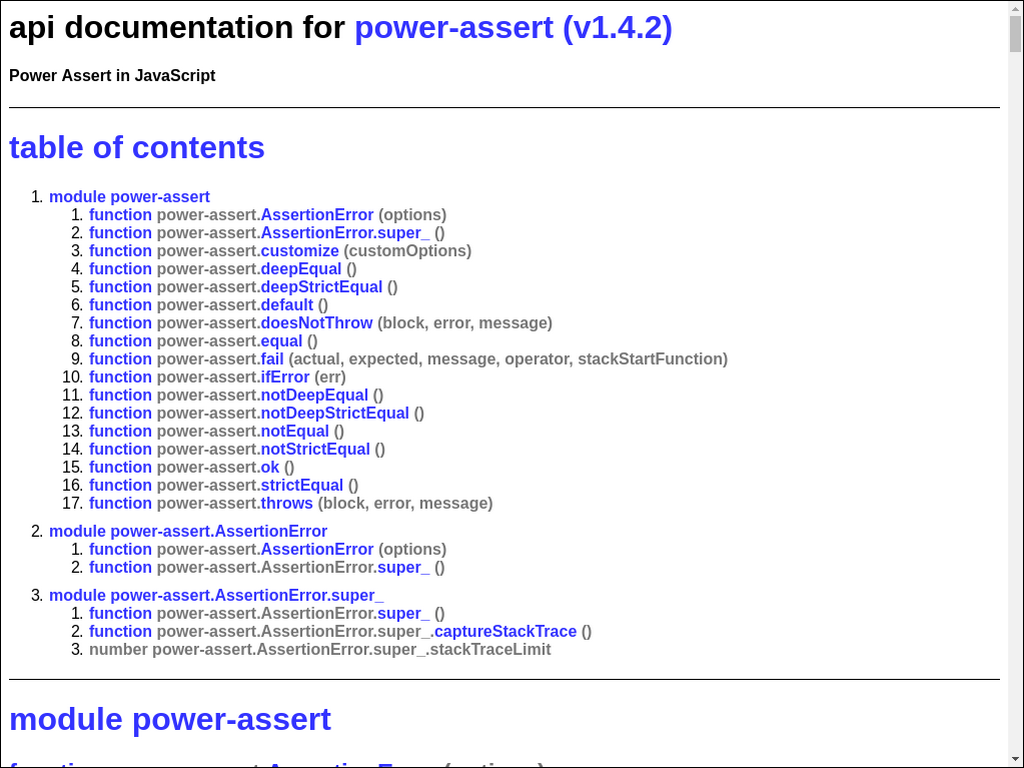 api documentation for power-assert (v1.4.2)
Power Assert in JavaScript
table of contents
1. module power-assert
1. function power-assert.AssertionError (options)
2. function power-assert.AssertionError.super_ ()
3. function power-assert.customize (customOptions)
4. function power-assert.deepEqual ()
5. function power-assert.deepStrictEqual ()
6. function power-assert.default ()
7. function power-assert.doesNotThrow (block, error, message)
8. function power-assert.equal ()
9. function power-assert.fail (actual, expected, message, operator, stackStartFunction)
10. function power-assert.ifError (err)
11. function power-assert.notDeepEqual ()
12. function power-assert.notDeepStrictEqual ()
13. function power-assert.notEqual ()
14. function power-assert.notStrictEqual ()
15. function power-assert.ok ()
16. function power-assert.strictEqual ()
17. function power-assert.throws (block, error, message)
2. module power-assert.AssertionError
1. function power-assert.AssertionError (options)
2. function power-assert.AssertionError.super_ ()
3. module power-assert.AssertionError.super_
1. function power-assert.AssertionError.super_ ()
2. function power-assert.AssertionError.super_.captureStackTrace ()
3. number power-assert.AssertionError.super_.stackTraceLimit
module power-assert